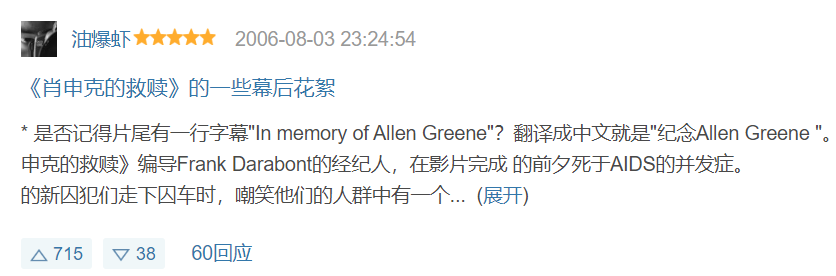 油爆虾 2006-08-03 23:24:54
《肖申克的救赎》的一些幕后花絮
* 是否记得片尾有一行字幕"In memory of Allen Greene"？翻译成中文就是"纪念Allen Greene "。
申克的救赎》编导Frank Darabont的经纪人，在影片完成 的前夕死于AIDS的并发症。
的新囚犯们走下囚车时，嘲笑他们的人群中有一个... (展开)
715 38 60回应